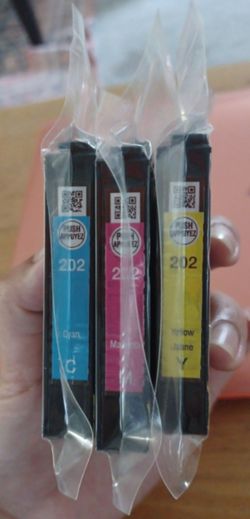 PUSH
APPUYEZ
202
Cyan
C
PUSH
APPUYEZ
202
Magenta
M
PUSH
APPUYEZ
202
Yellow
Jaune
Y